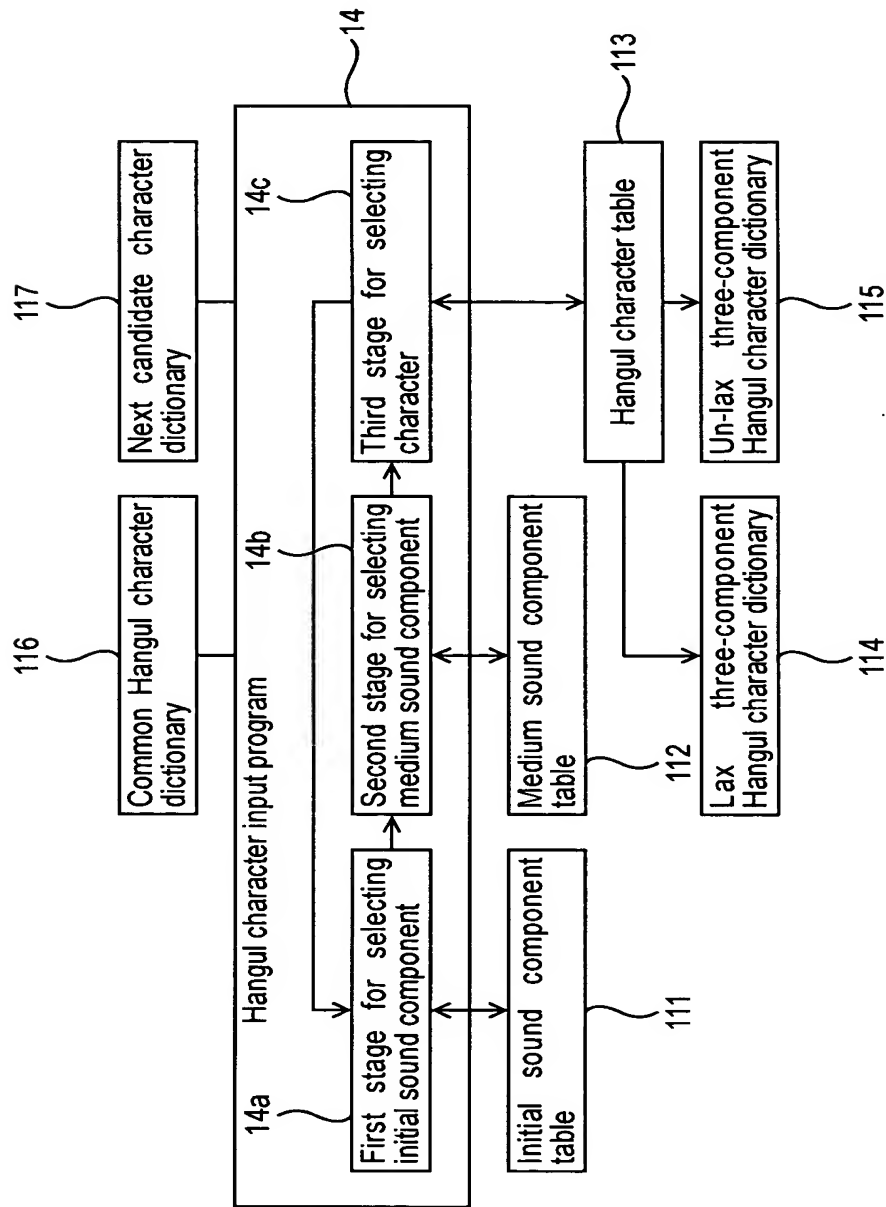 116
117
Common Hangul character
dictionary
Next candidate character
dictionary
14
Hangul character input program
14a
14b
14c
First stage for selecting
initial sound component
Second stage for selecting
medium sound component
Third stage for selecting
character
Initial sound component
table
111
Medium sound component
table
112
Hangul character table
113
Lax three-component
Hangul character dictionary
114
Un-lax three-component
Hangul character dictionary
115